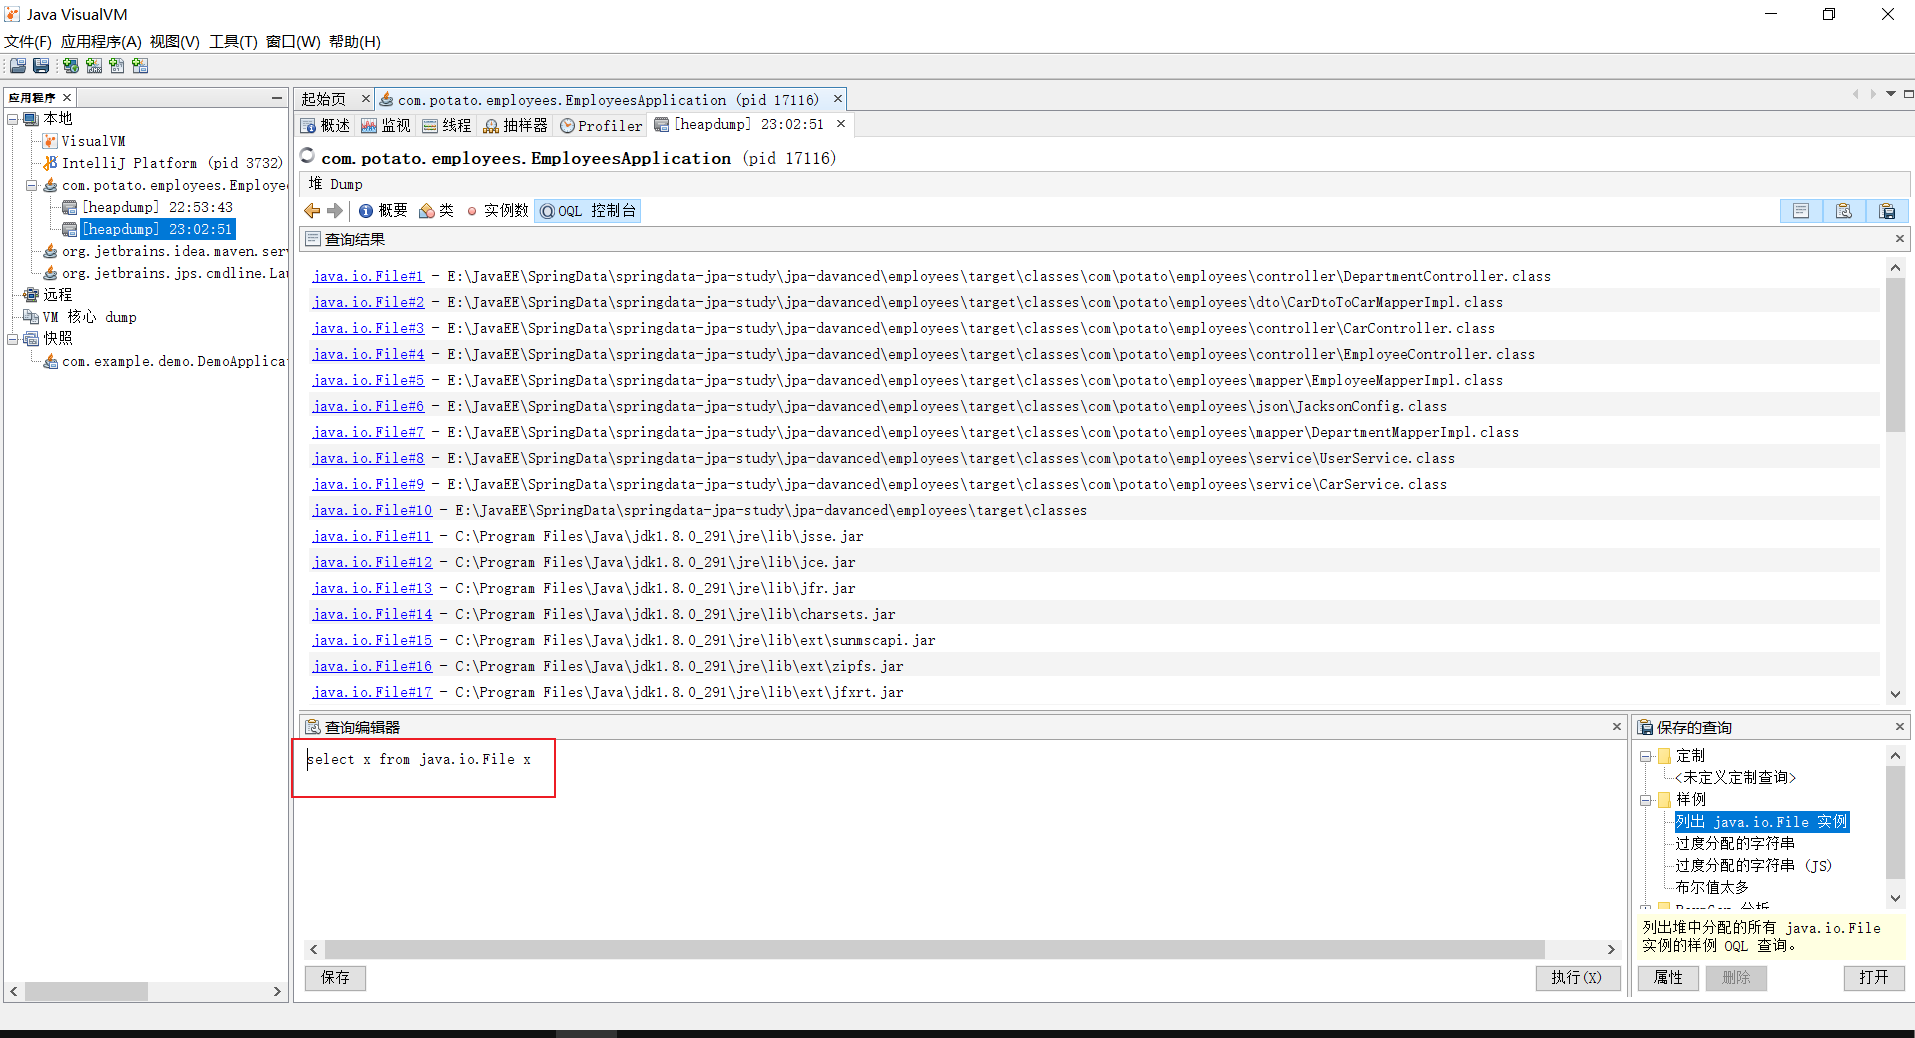 Java VisualVM
文件(F) 应用程序(A) 视图(V) 工具(T) 窗口(W) 帮助(H)
应用程序
本地
VisualVM
IntelliJ Platform (pid 3732)
com.potato.employees.Employee
[heapdump] 22:53:43
[heapdump] 23:02:51
org.jetbrains.idea.maven.serv
org.jetbrains.jps.cmdline.Lau
远程
VM 核心 dump
快照
com.example.demo.DemoApplica
起始页
com.potato.employees.EmployeesApplication (pid 17116)
概述 监视 线程 抽样器 Profiler [heapdump] 23:02:51
com.potato.employees.EmployeesApplication (pid 17116)
堆 Dump
概要 类 实例数 OQL 控制台
查询结果
java.io.File#1 - E:\JavaEE\SpringData\springdata-jpa-study\jpa-davanced\employees\target\classes\com\potato\employees\controller\DepartmentController.class
java.io.File#2 - E:\JavaEE\SpringData\springdata-jpa-study\jpa-davanced\employees\target\classes\com\potato\employees\dto\CarDtoToCarMapperImpl.class
java.io.File#3 - E:\JavaEE\SpringData\springdata-jpa-study\jpa-davanced\employees\target\classes\com\potato\employees\controller\CarController.class
java.io.File#4 - E:\JavaEE\SpringData\springdata-jpa-study\jpa-davanced\employees\target\classes\com\potato\employees\controller\EmployeeController.class
java.io.File#5 - E:\JavaEE\SpringData\springdata-jpa-study\jpa-davanced\employees\target\classes\com\potato\employees\mapper\EmployeeMapperImpl.class
java.io.File#6 - E:\JavaEE\SpringData\springdata-jpa-study\jpa-davanced\employees\target\classes\com\potato\employees\json\JacksonConfig.class
java.io.File#7 - E:\JavaEE\SpringData\springdata-jpa-study\jpa-davanced\employees\target\classes\com\potato\employees\mapper\DepartmentMapperImpl.class
java.io.File#8 - E:\JavaEE\SpringData\springdata-jpa-study\jpa-davanced\employees\target\classes\com\potato\employees\service\UserService.class
java.io.File#9 - E:\JavaEE\SpringData\springdata-jpa-study\jpa-davanced\employees\target\classes\com\potato\employees\service\CarService.class
java.io.File#10 - E:\JavaEE\SpringData\springdata-jpa-study\jpa-davanced\employees\target\classes
java.io.File#11 - C:\Program Files\Java\jdk1.8.0_291\jre\lib\jsse.jar
java.io.File#12 - C:\Program Files\Java\jdk1.8.0_291\jre\lib\jce.jar
java.io.File#13 - C:\Program Files\Java\jdk1.8.0_291\jre\lib\jfr.jar
java.io.File#14 - C:\Program Files\Java\jdk1.8.0_291\jre\lib\charsets.jar
java.io.File#15 - C:\Program Files\Java\jdk1.8.0_291\jre\lib\ext\sunmscapi.jar
java.io.File#16 - C:\Program Files\Java\jdk1.8.0_291\jre\lib\ext\zipfs.jar
java.io.File#17 - C:\Program Files\Java\jdk1.8.0_291\jre\lib\ext\jfxrt.jar
查询编辑器
select x from java.io.File x
保存
执行(X)
保存的查询
定制
<未定义定制查询>
样例
列出 java.io.File 实例
过度分配的字符串
过度分配的字符串 (JS)
布尔值太多
列出堆中分配的所有 java.io.File
实例的样例 OQL 查询。
属性 删除 打开